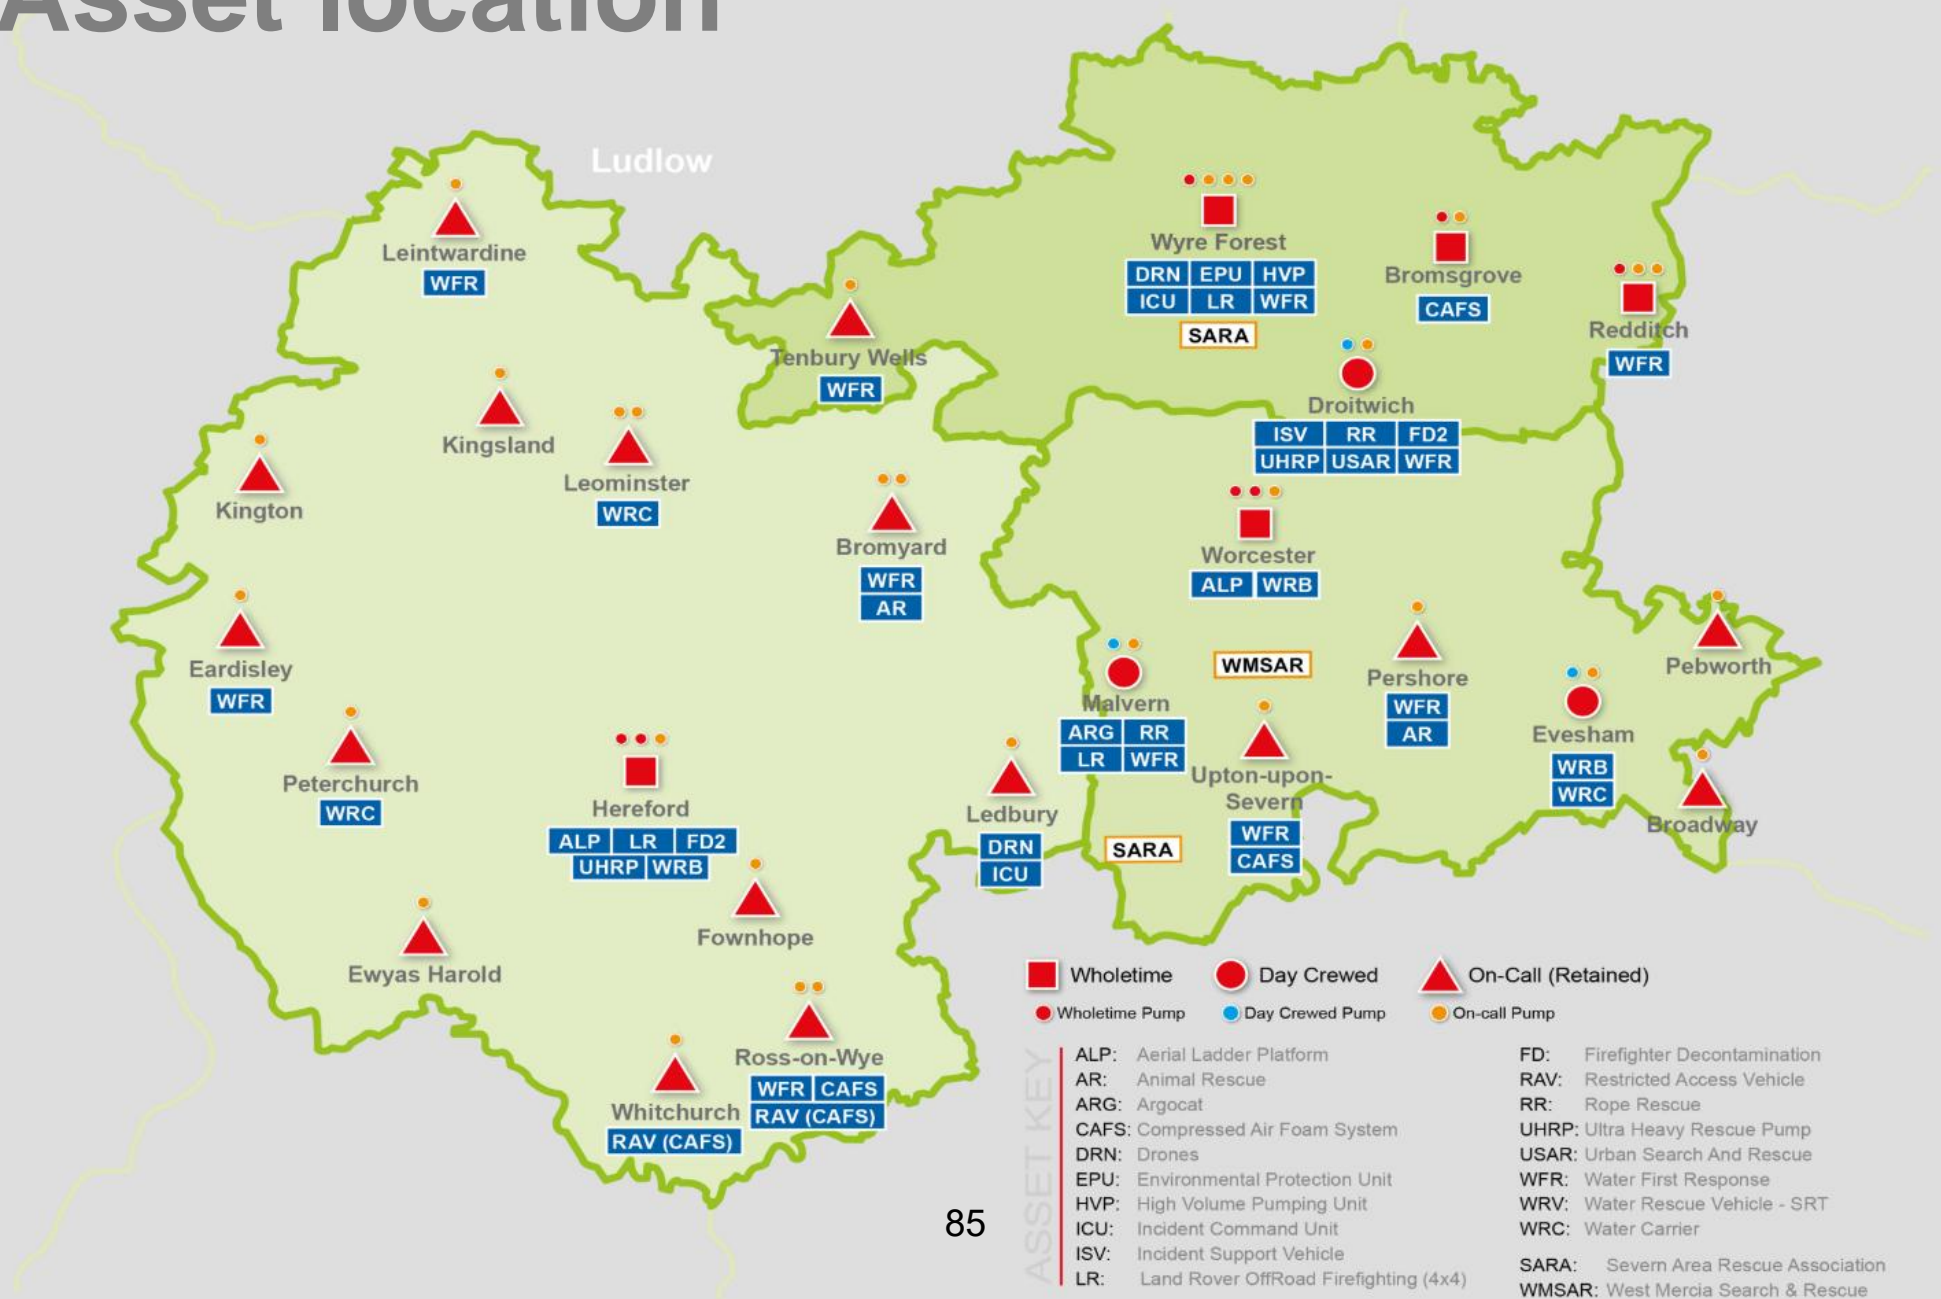 Asset location
Ludlow
Leintwardine
WFR
Wyre Forest
DRN EPU HVP
ICU LR WFR
SARA
Bromsgrove
CAFS
Redditch
WFR
Tenbury Wells
WFR
Droitwich
ISV RR FD2
UHRP USAR WFR
Kingsland
Leominster
WRC
Kington
Bromyard
WFR
AR
Worcester
ALP WRB
Eardisley
WFR
WMSAR
Pershore
WFR
AR
Pebworth
Malvern
ARG RR
LR WFR
Evesham
WRB
WRC
Peterchurch
WRC
Hereford
ALP LR FD2
UHRP WRB
Ledbury
DRN
ICU
Upton-upon-
Severn
WFR
CAFS
SARA
Broadway
Fownhope
Ewyas Harold
Ross-on-Wye
WFR CAFS
RAV (CAFS)
Whitchurch
RAV (CAFS)
Wholetime Day Crewed On-Call (Retained)
Wholetime Pump Day Crewed Pump On-call Pump
ASSET KEY
ALP: Aerial Ladder Platform
AR: Animal Rescue
ARG: Argocat
CAFS: Compressed Air Foam System
DRN: Drones
EPU: Environmental Protection Unit
HVP: High Volume Pumping Unit
ICU: Incident Command Unit
ISV: Incident Support Vehicle
LR: Land Rover OffRoad Firefighting (4x4)
FD: Firefighter Decontamination
RAV: Restricted Access Vehicle
RR: Rope Rescue
UHRP: Ultra Heavy Rescue Pump
USAR: Urban Search And Rescue
WFR: Water First Response
WRV: Water Rescue Vehicle - SRT
WRC: Water Carrier
SARA: Severn Area Rescue Association
WMSAR: West Mercia Search & Rescue
85